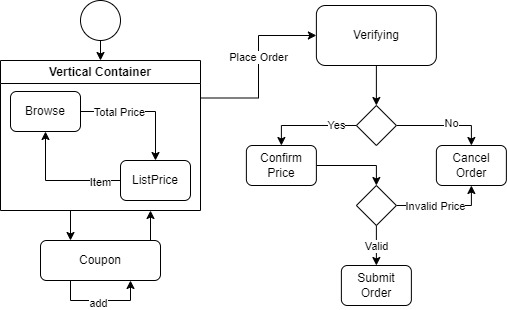 Verifying
Place Order
Vertical Container
Browse
Total Price
Item
ListPrice
Yes
No
Confirm
Price
Cancel
Order
Invalid Price
Valid
Coupon
add
Submit
Order